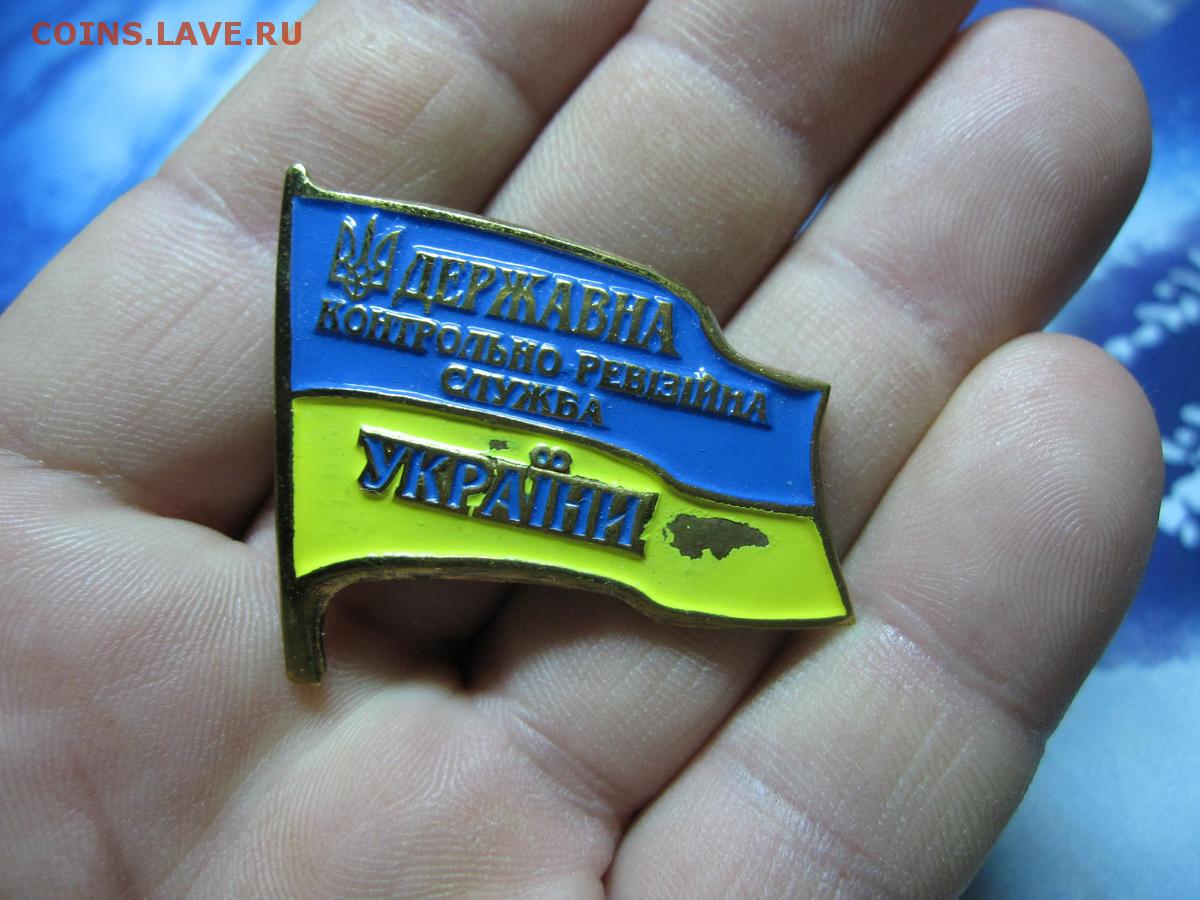 COINS.LAVE.RU
ДЕРЖАВНА
КОНТРОЛЬНО-РЕВІЗІЙНА
СЛУЖБА
УКРАЇНИ